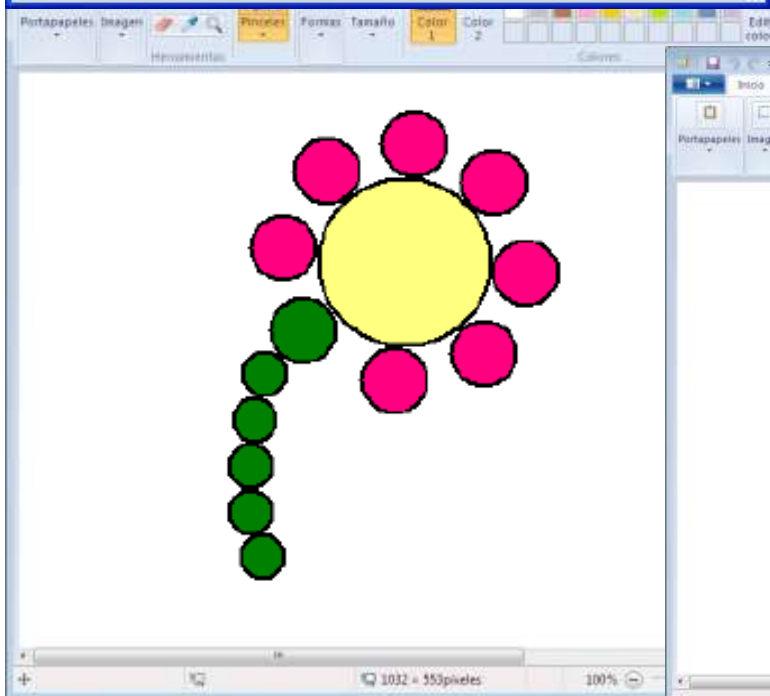 Portapapeles Imagen Pinceles Formas Tamaño Color 1 Color 2
Herramientas Colores
Inicio
Portapapeles
1032 × 553píxeles 100%